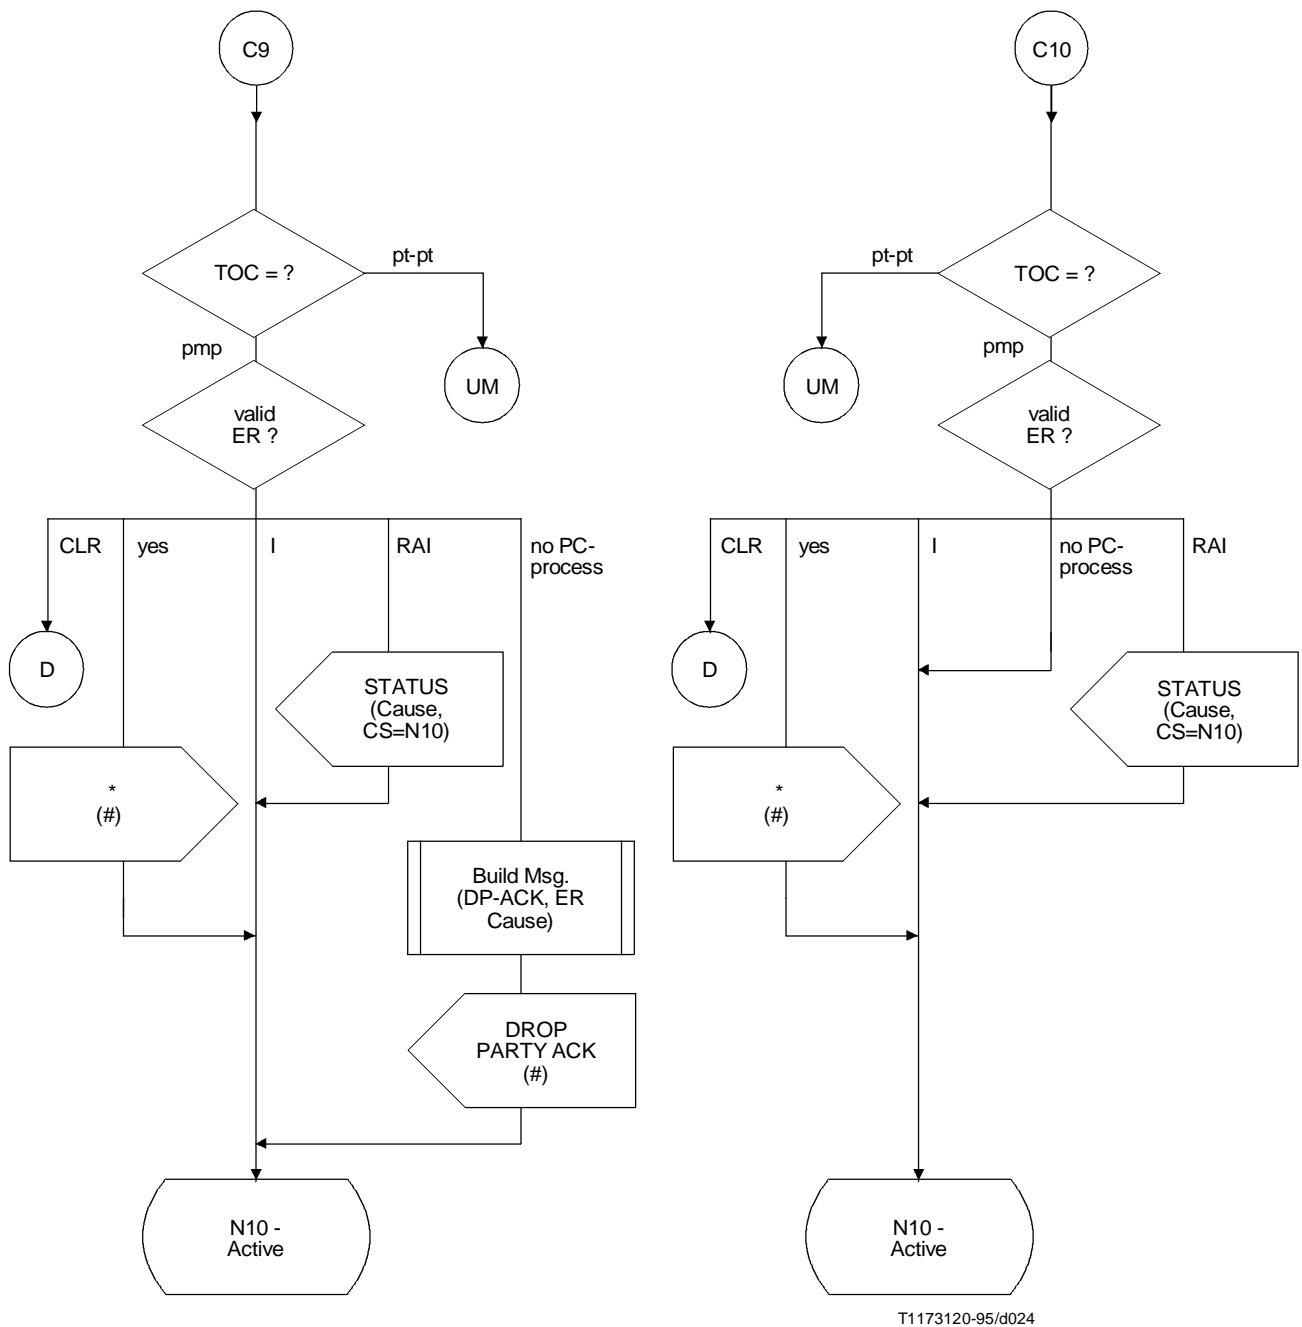 C9
TOC = ?
pt-pt
UM
pmp
valid
ER ?
CLR
yes
I
RAI
no PC-
process
D
STATUS
(Cause,
CS=N10)
*
(#)
Build Msg.
(DP-ACK, ER
Cause)
DROP
PARTY ACK
(#)
N10 -
Active
C10
pt-pt
TOC = ?
UM
pmp
valid
ER ?
CLR
yes
I
no PC-
process
RAI
D
STATUS
(Cause,
CS=N10)
*
(#)
N10 -
Active
T1173120-95/d024